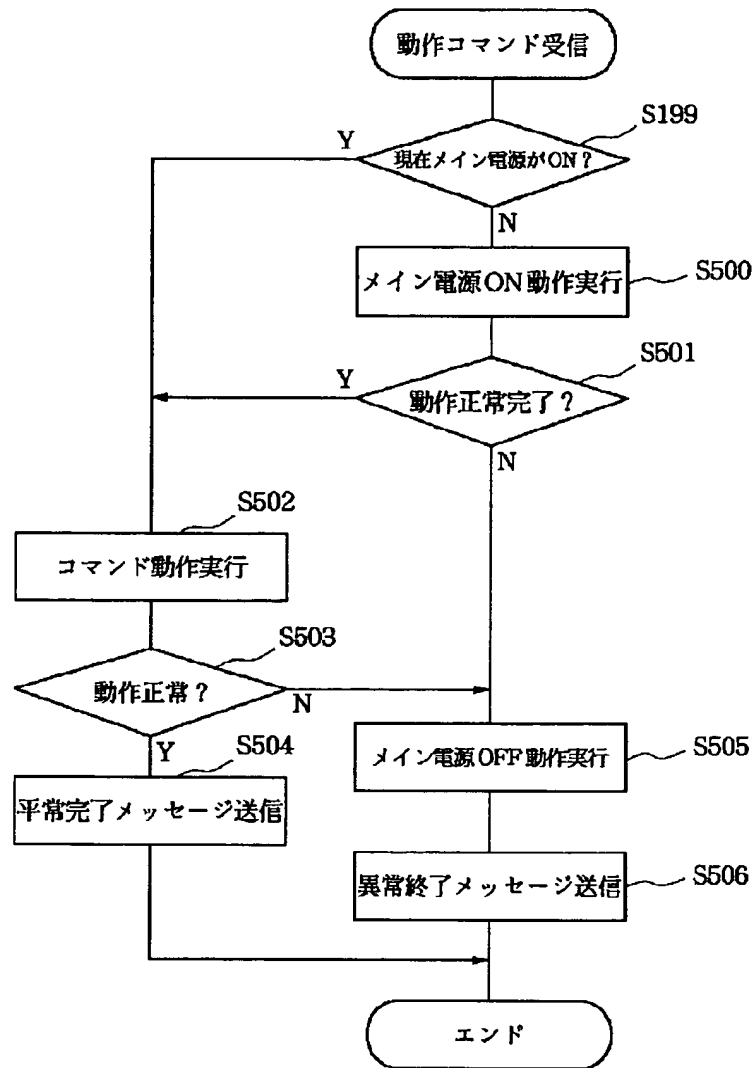 動作コマンド受信
S199
Y
現在メイン電源がON?
N
メイン電源ON動作実行
S500
S501
Y
動作正常完了?
N
S502
コマンド動作実行
S503
動作正常?
N
Y
S504
メイン電源OFF動作実行
S505
平常完了メッセージ送信
異常終了メッセージ送信
S506
エンド